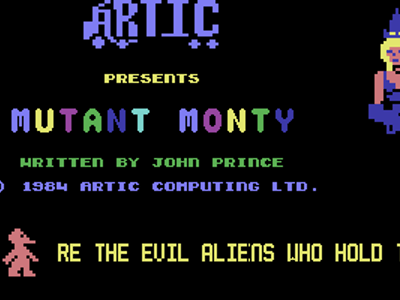 ARTIC
PRESENTS
MUTANT MONTY
WRITTEN BY JOHN PRINCE
1984 ARTIC COMPUTING LTD.
RE THE EVIL ALIENS WHO HOLD